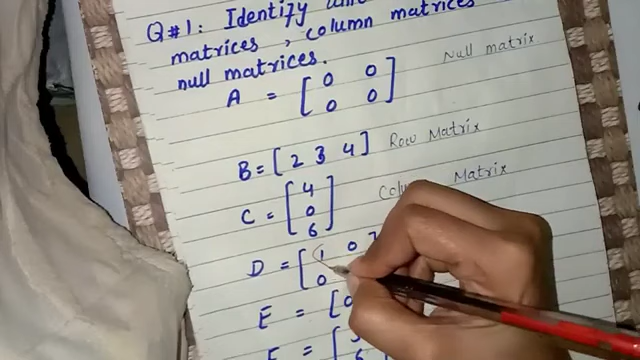 Q#1: Identify
matrices, column matrices
null matrices.
A = [ 0 0
0 0 ] Null matrix
B = [ 2 3 4 ] Row Matrix
C = [ 4
0
6 ] Matrix
D = [ 1 0
0
E = [ 0
F = [
6